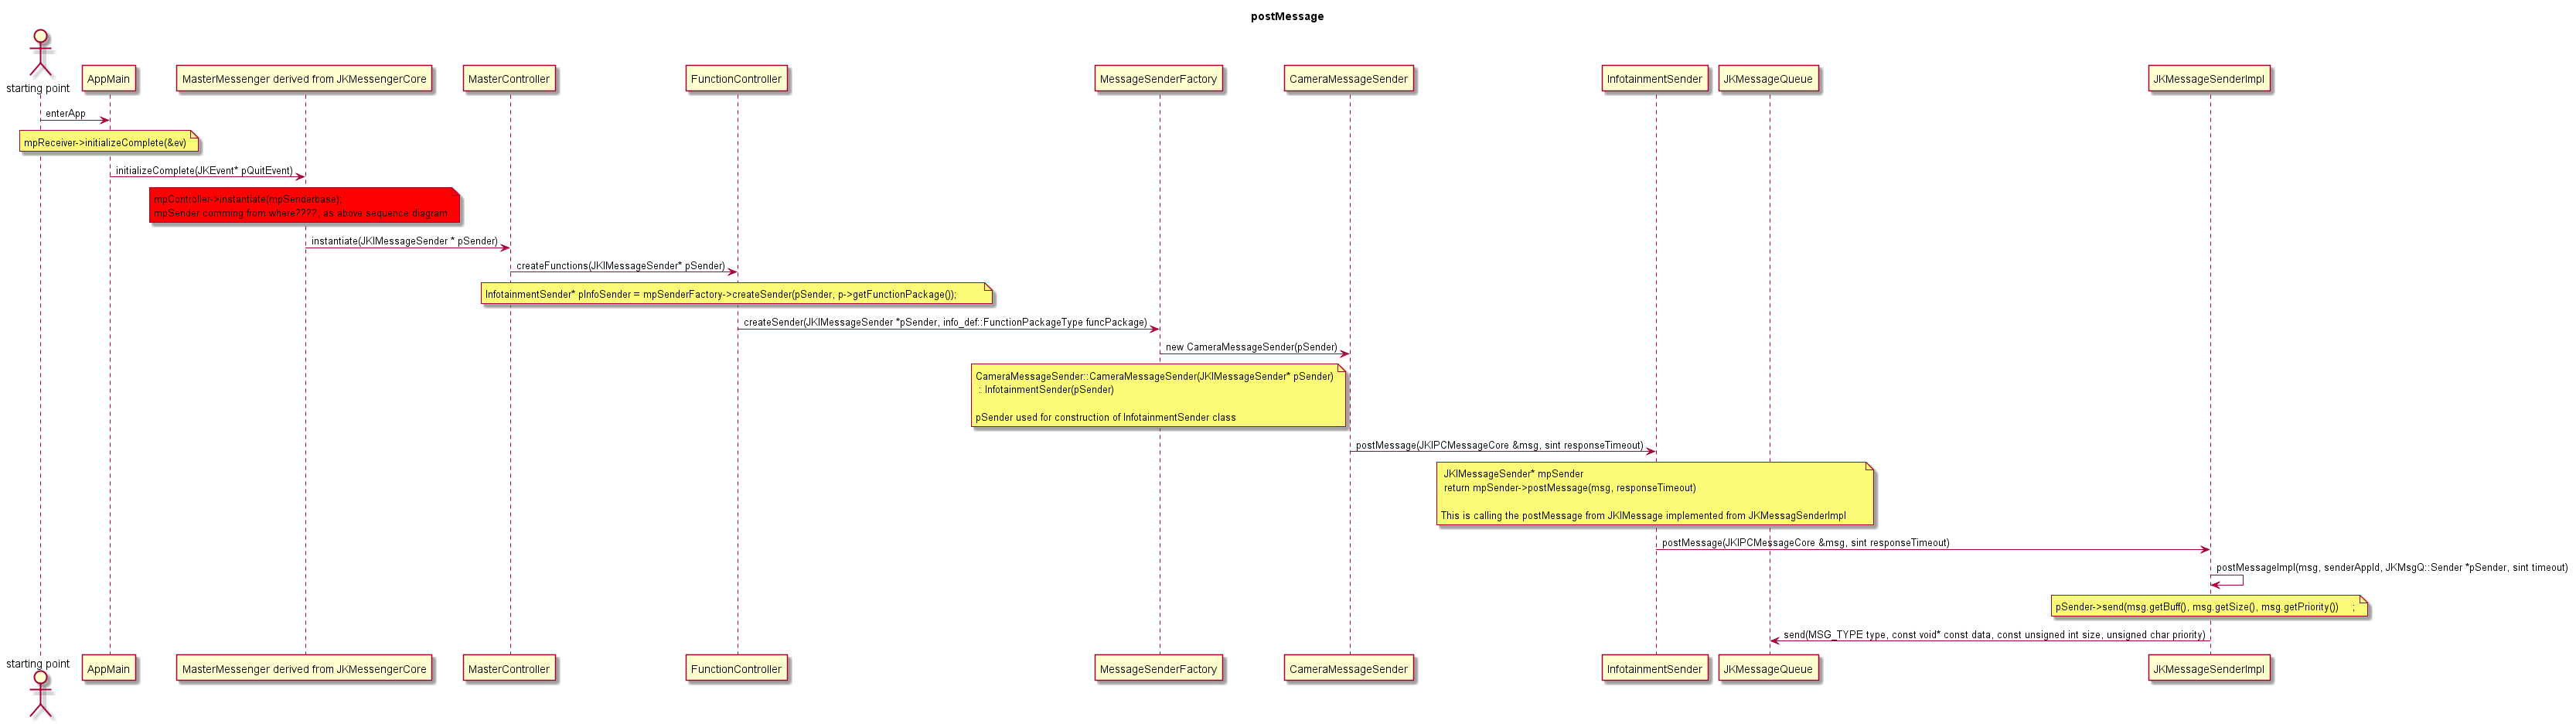 postMessage
starting point
AppMain
MasterMessenger derived from JKMessengerCore
MasterController
FunctionController
MessageSenderFactory
CameraMessageSender
InfotainmentSender
JKMessageQueue
JKMessageSenderImpl
enterApp
mpReceiver->initializeComplete(&ev)
initializeComplete(JKEvent* pQuitEvent)
mpController->instantiate(mpSenderbase);
mpSender comming from where????, as above sequence diagram
instantiate(JKIMessageSender * pSender)
createFunctions(JKIMessageSender* pSender)
InfotainmentSender* pInfoSender = mpSenderFactory->createSender(pSender, p->getFunctionPackage());
createSender(JKIMessageSender *pSender, info_def::FunctionPackageType funcPackage)
new CameraMessageSender(pSender)
CameraMessageSender::CameraMessageSender(JKIMessageSender* pSender)
: InfotainmentSender(pSender)
pSender used for construction of InfotainmentSender class
postMessage(JKIPCMessageCore &msg, sint responseTimeout)
JKIMessageSender* mpSender
return mpSender->postMessage(msg, responseTimeout)
This is calling the postMessage from JKIMessage implemented from JKMessagSenderImpl
postMessage(JKIPCMessageCore &msg, sint responseTimeout)
postMessageImpl(msg, senderAppId, JKMsgQ::Sender *pSender, sint timeout)
pSender->send(msg.getBuff(), msg.getSize(), msg.getPriority()) ;
send(MSG_TYPE type, const void* const data, const unsigned int size, unsigned char priority)
starting point
AppMain
MasterMessenger derived from JKMessengerCore
MasterController
FunctionController
MessageSenderFactory
CameraMessageSender
InfotainmentSender
JKMessageQueue
JKMessageSenderImpl